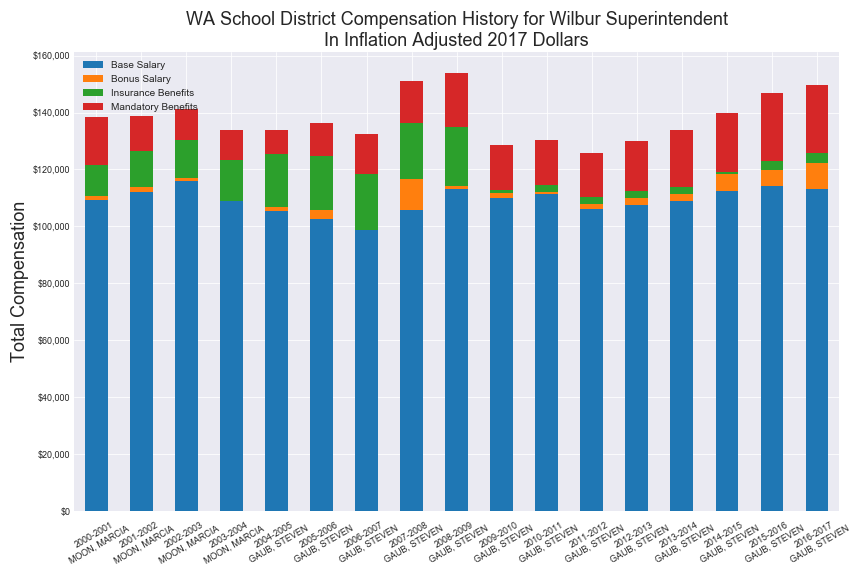 WA School District Compensation History for Wilbur Superintendent
In Inflation Adjusted 2017 Dollars
Total Compensation
$160,000
$140,000
$120,000
$100,000
$80,000
$60,000
$40,000
$20,000
$0
Base Salary
Bonus Salary
Insurance Benefits
Mandatory Benefits
2000-2001
MOON, MARCIA
2001-2002
MOON, MARCIA
2002-2003
MOON, MARCIA
2003-2004
MOON, MARCIA
2004-2005
GAUB, STEVEN
2005-2006
GAUB, STEVEN
2006-2007
GAUB, STEVEN
2007-2008
GAUB, STEVEN
2008-2009
GAUB, STEVEN
2009-2010
GAUB, STEVEN
2010-2011
GAUB, STEVEN
2011-2012
GAUB, STEVEN
2012-2013
GAUB, STEVEN
2013-2014
GAUB, STEVEN
2014-2015
GAUB, STEVEN
2015-2016
GAUB, STEVEN
2016-2017
GAUB, STEVEN